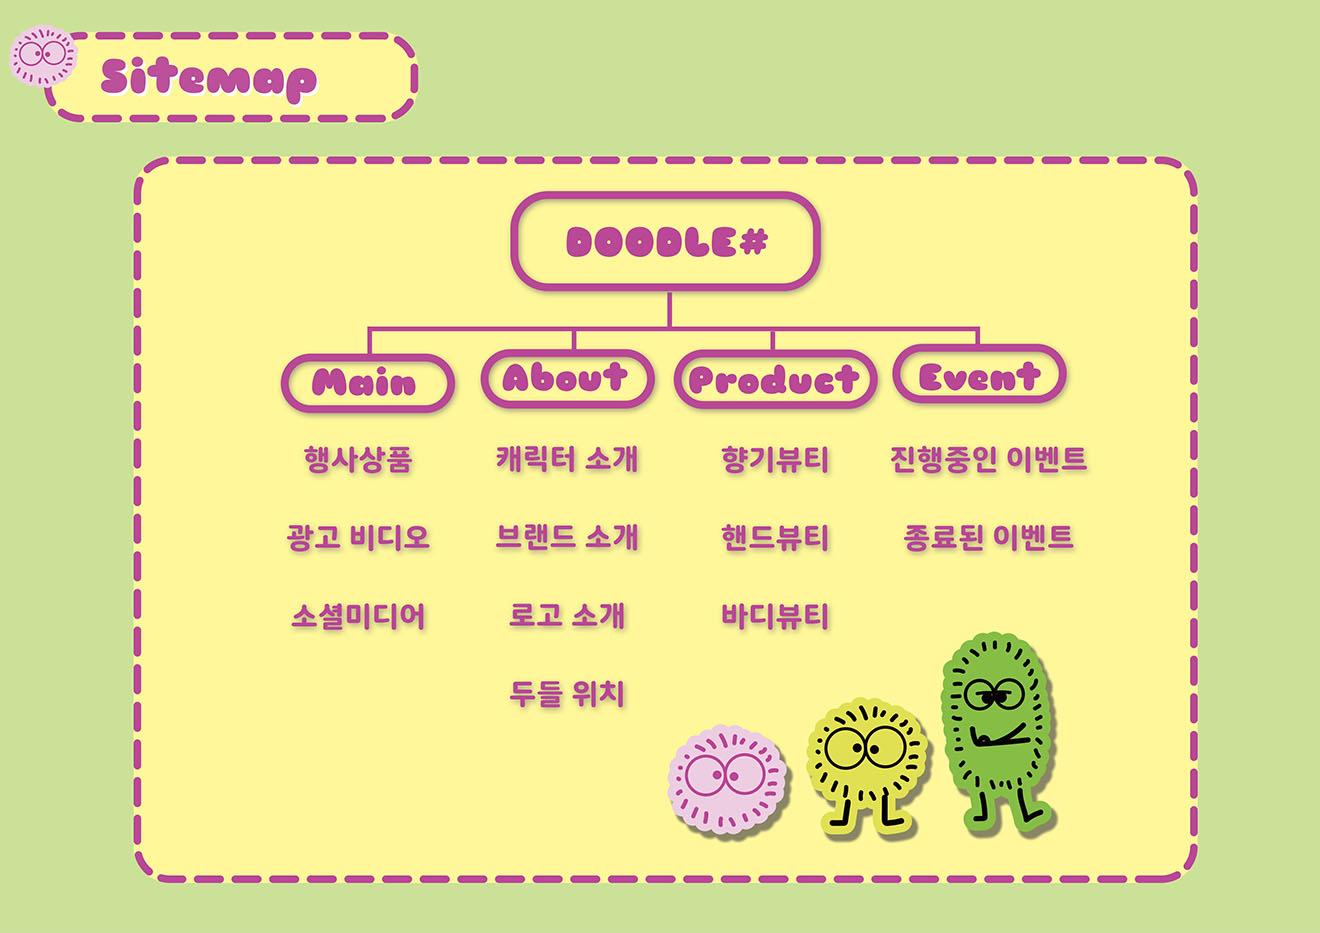 Sitemap
DOODLE#
Main
행사상품
광고 비디오
소셜미디어
About
캐릭터 소개
브랜드 소개
로고 소개
두들 위치
Product
향기뷰티
핸드뷰티
바디뷰티
Event
진행중인 이벤트
종료된 이벤트